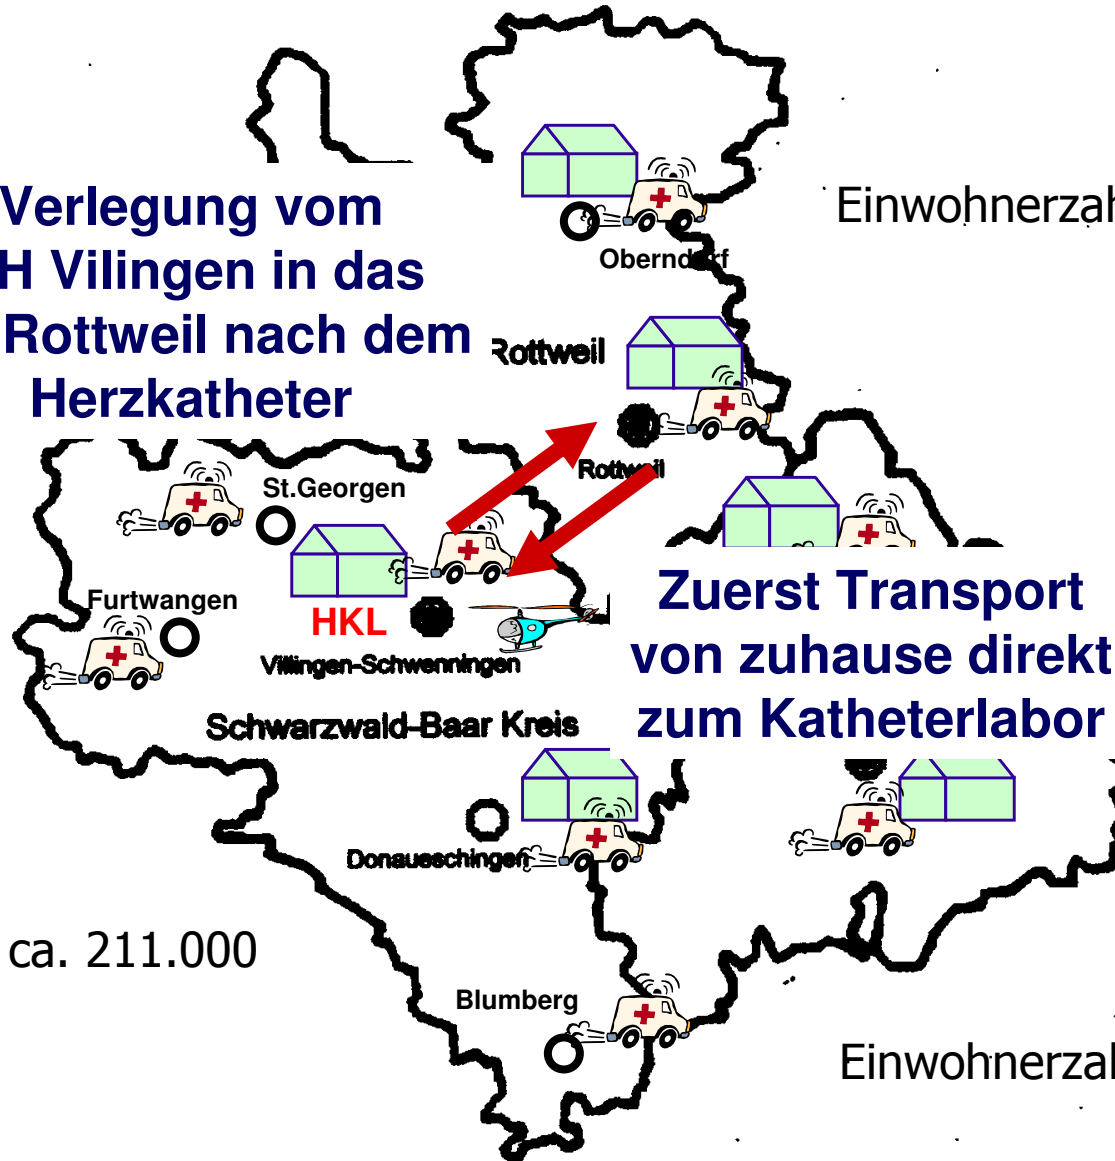 Verlegung vom
H Vilingen in das
Rottweil nach dem
Herzkatheter
Einwohnerzah
Oberndorf
Rottweil
Rottweil
St.Georgen
Furtwangen
HKL
Villingen-Schwenningen
Zuerst Transport
von zuhause direkt
zum Katheterlabor
Schwarzwald-Baar Kreis
Donaueschingen
ca. 211.000
Blumberg
Einwohnerzah